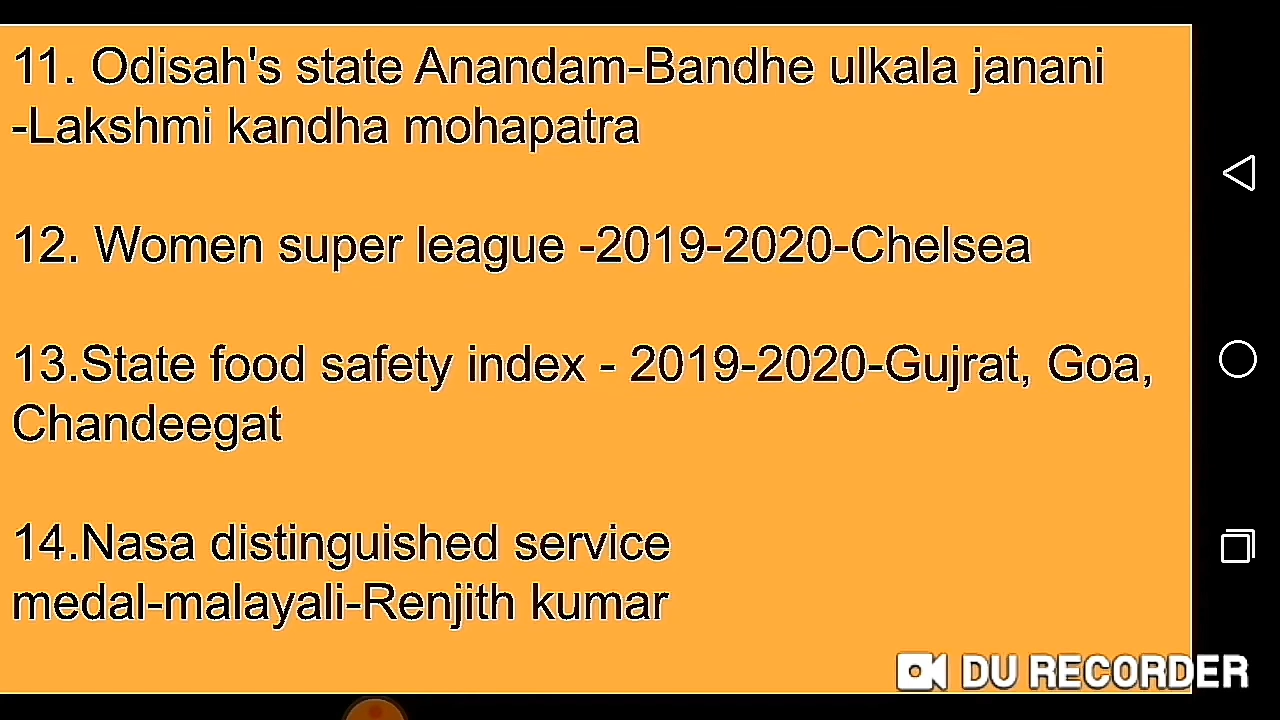 11. Odisah's state Anandam-Bandhe ulkala janani
-Lakshmi kandha mohapatra
12. Women super league -2019-2020-Chelsea
13.State food safety index - 2019-2020-Gujrat, Goa,
Chandeegat
14.Nasa distinguished service
medal-malayali-Renjith kumar
DU RECORDER